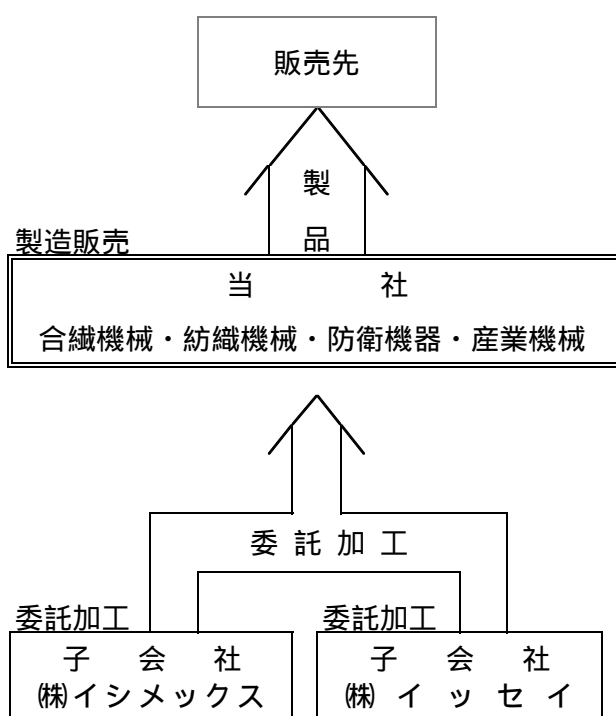 販売先
製
品
製造販売
当 社
合繊機械・紡織機械・防衛機器・産業機械
委託加工
委託加工 委託加工
子 会 社 子 会 社
㈱イシメックス ㈱イッセイ